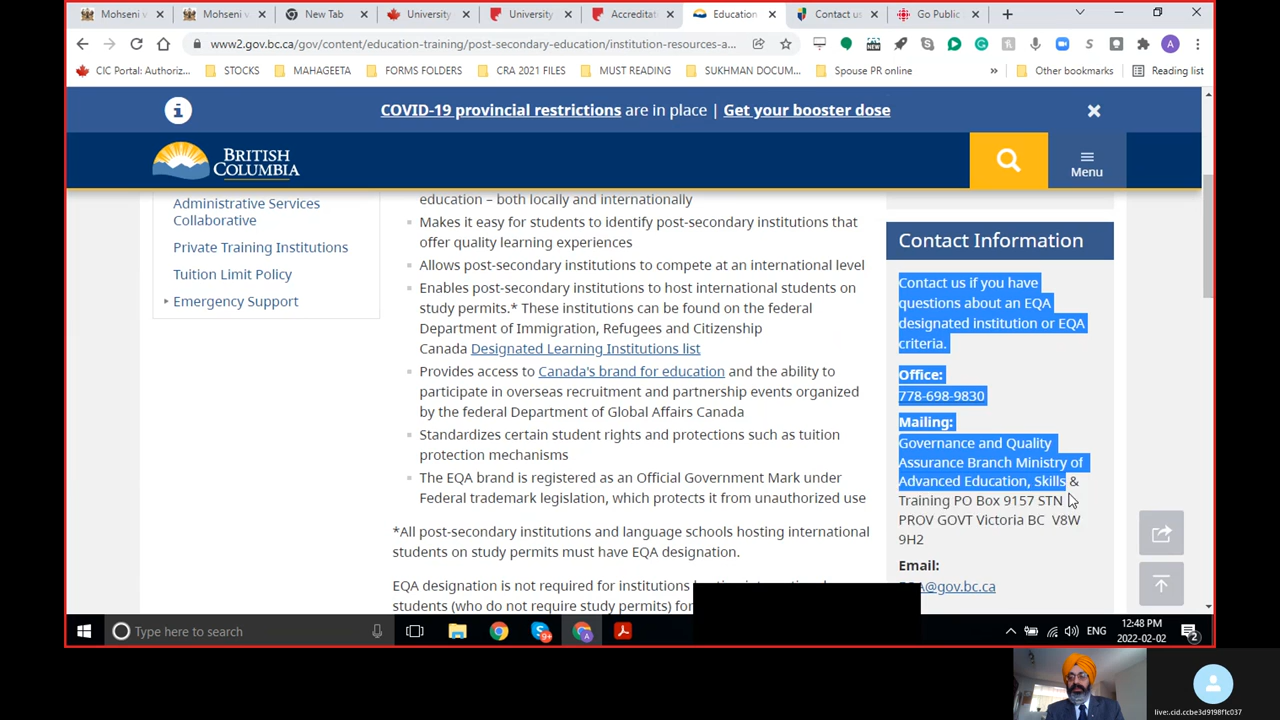 Mohseni v
Mohseni v
New Tab
University
University
Accreditat
Education
Contact us
Go Public
www2.gov.bc.ca/gov/content/education-training/post-secondary-education/institution-resources-a...
CIC Portal: Authoriz...
STOCKS
MAHAGEETA
FORMS FOLDERS
CRA 2021 FILES
MUST READING
SUKHMAN DOCUM...
Spouse PR online
»
Other bookmarks
Reading list
COVID-19 provincial restrictions are in place | Get your booster dose
BRITISH
COLUMBIA
Menu
Administrative Services
Collaborative
Private Training Institutions
Tuition Limit Policy
Emergency Support
education – both locally and internationally
Makes it easy for students to identify post-secondary institutions that
offer quality learning experiences
Allows post-secondary institutions to compete at an international level
Enables post-secondary institutions to host international students on
study permits.* These institutions can be found on the federal
Department of Immigration, Refugees and Citizenship
Canada Designated Learning Institutions list
Provides access to Canada's brand for education and the ability to
participate in overseas recruitment and partnership events organized
by the federal Department of Global Affairs Canada
Standardizes certain student rights and protections such as tuition
protection mechanisms
The EQA brand is registered as an Official Government Mark under
Federal trademark legislation, which protects it from unauthorized use
*All post-secondary institutions and language schools hosting international
students on study permits must have EQA designation.
EQA designation is not required for institutions
students (who do not require study permits) for
Contact Information
Contact us if you have
questions about an EQA
designated institution or EQA
criteria.
Office:
778-698-9830
Mailing:
Governance and Quality
Assurance Branch Ministry of
Advanced Education, Skills &
Training PO Box 9157 STN
PROV GOVT Victoria BC V8W
9H2
Email:
@gov.bc.ca
Type here to search
ENG
12:48 PM
2022-02-02
2
live:.cid.ccbe3d9198f1c037